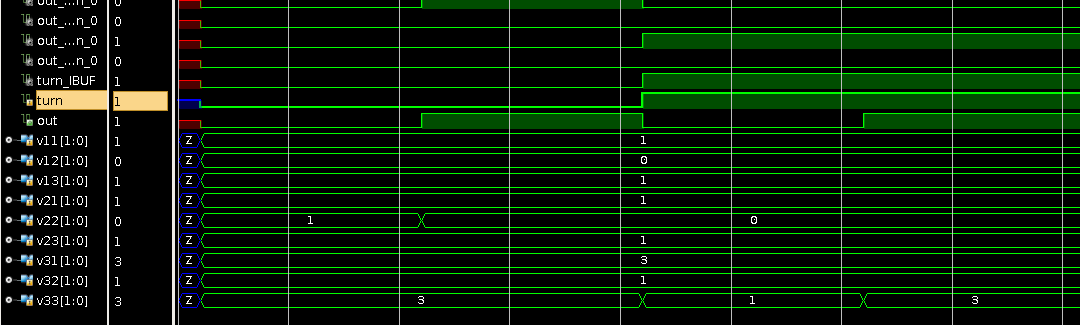 out_...n_0 0
out_...n_0 0
out_...n_0 1
out_...n_0 0
turn_IBUF 1
turn 1
out 1
v11[1:0] 1 Z 1
v12[1:0] 0 Z 0
v13[1:0] 1 Z 1
v21[1:0] 1 Z 1
v22[1:0] 0 Z 1 0
v23[1:0] 1 Z 1
v31[1:0] 3 Z 3
v32[1:0] 1 Z 1
v33[1:0] 3 Z 3 1 3